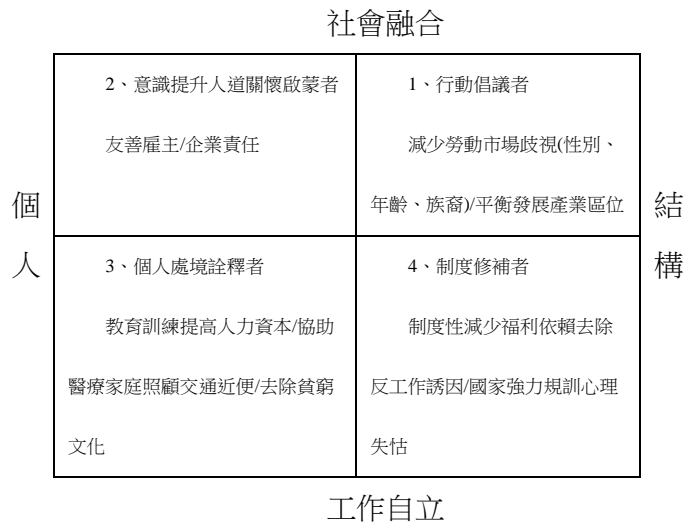 社會融合
2、意識提升人道關懷啟蒙者
友善雇主/企業責任
1、行動倡議者
減少勞動市場歧視(性別、
年齡、族裔)/平衡發展產業區位
個
人
結
構
3、個人處境詮釋者
教育訓練提高人力資本/協助
醫療家庭照顧交通近便/去除貧窮
文化
4、制度修補者
制度性減少福利依賴去除
反工作誘因/國家強力規訓心理
失怙
工作自立